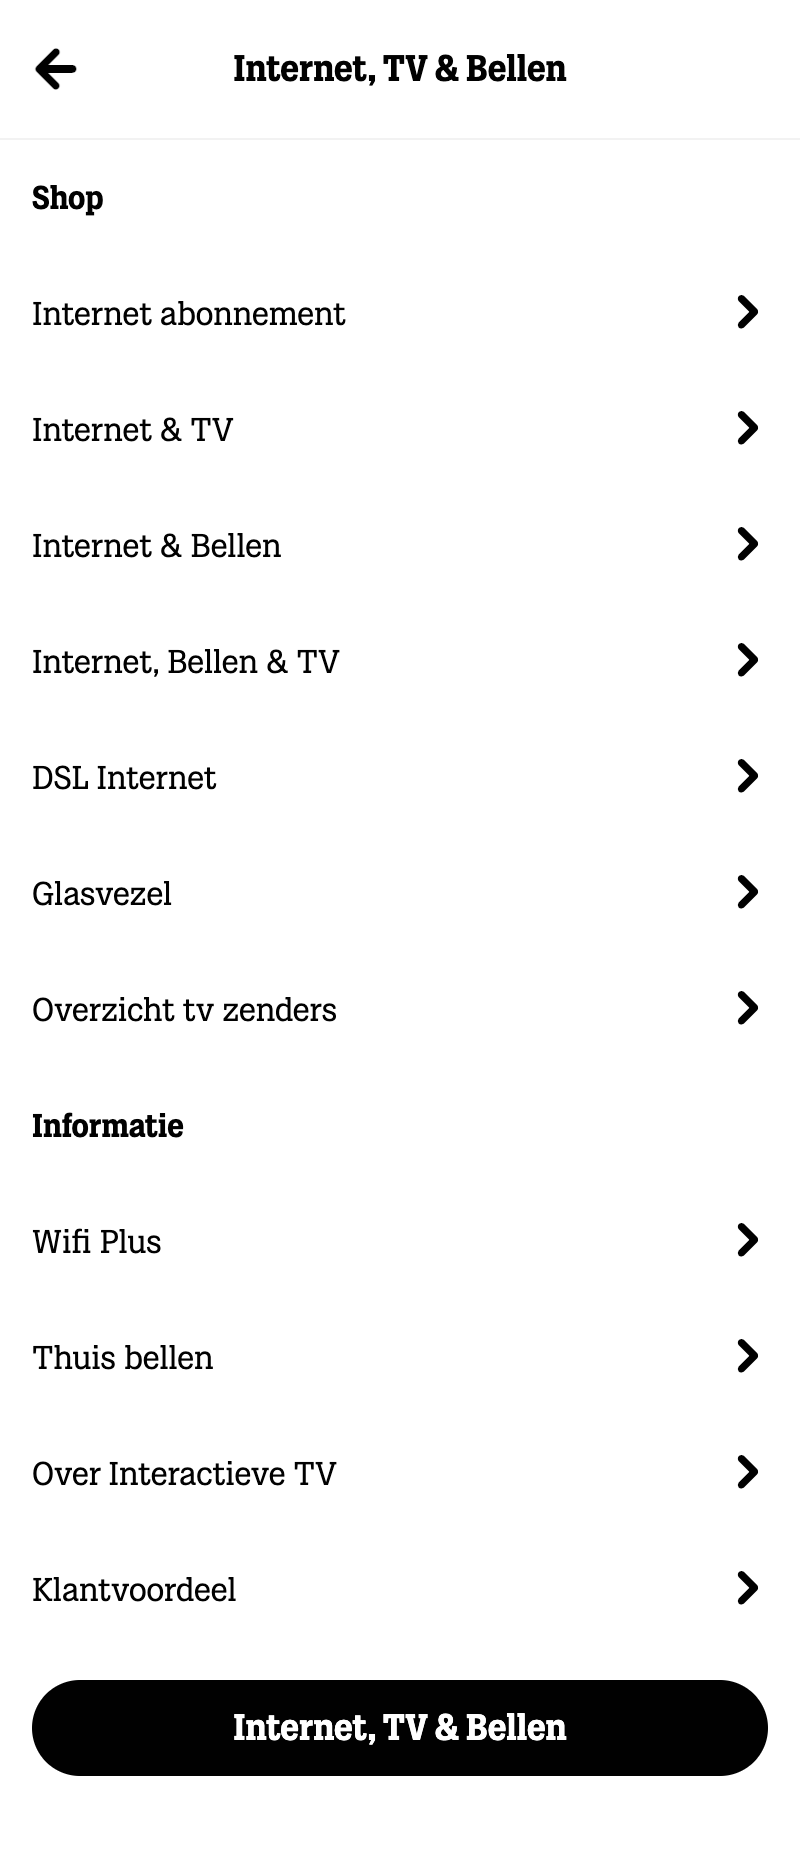 Internet, TV & Bellen
Shop
Internet abonnement
Internet & TV
Internet & Bellen
Internet, Bellen & TV
DSL Internet
Glasvezel
Overzicht tv zenders
Informatie
Wifi Plus
Thuis bellen
Over Interactieve TV
Klantvoordeel
Internet, TV & Bellen